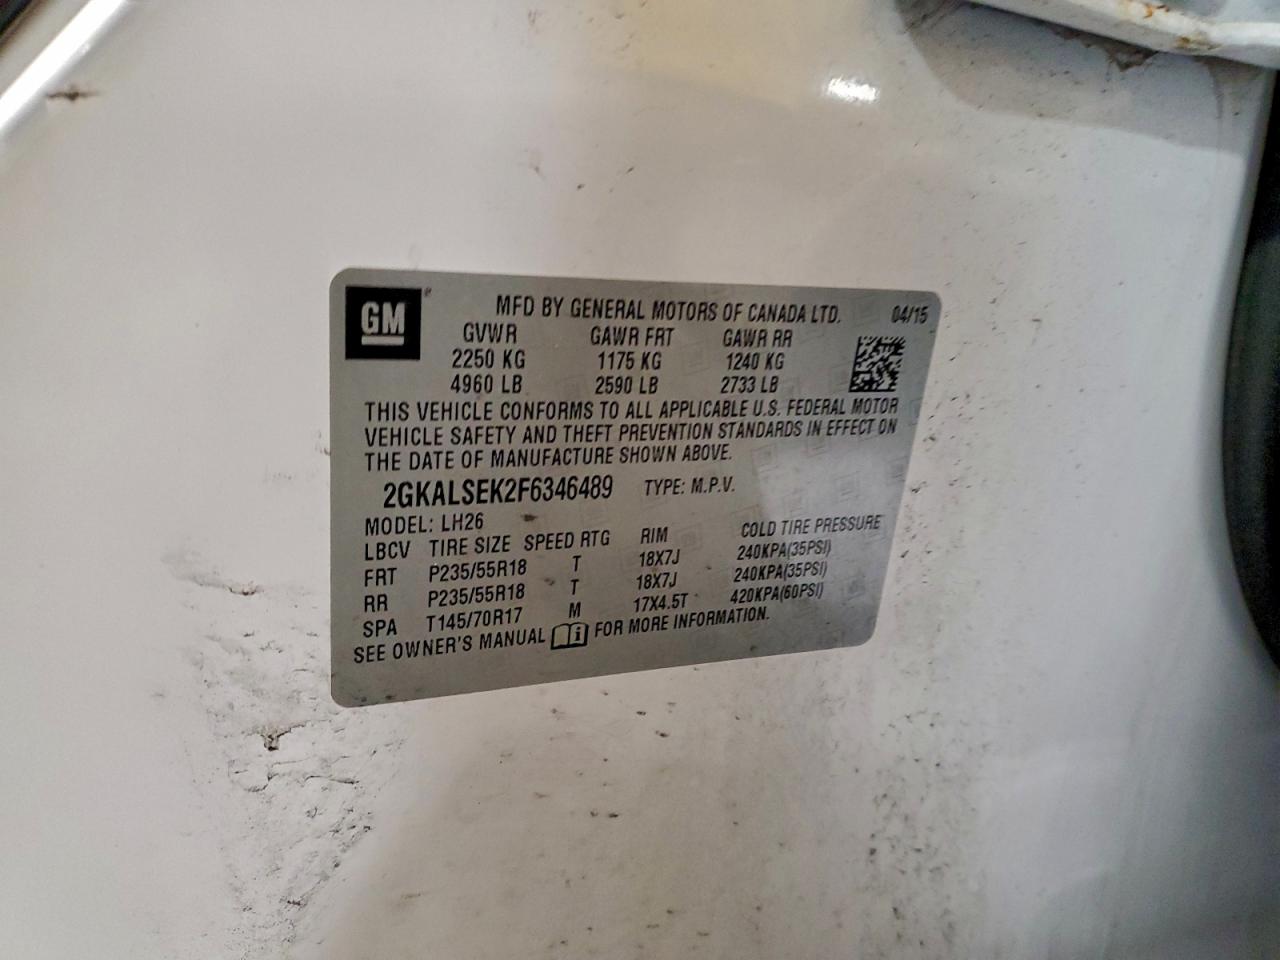 GM
MFD BY GENERAL MOTORS OF CANADA LTD. 04/15
GVWR GAWR FRT GAWR RR
2250 KG 1175 KG 1240 KG
4960 LB 2590 LB 2733 LB
THIS VEHICLE CONFORMS TO ALL APPLICABLE U.S. FEDERAL MOTOR
VEHICLE SAFETY AND THEFT PREVENTION STANDARDS IN EFFECT ON
THE DATE OF MANUFACTURE SHOWN ABOVE.
2GKALSEK2F6346489 TYPE: M.P.V.
MODEL: LH26
LBCV TIRE SIZE SPEED RTG RIM COLD TIRE PRESSURE
FRT P235/55R18 T 18X7J 240KPA(35PSI)
RR P235/55R18 T 18X7J 240KPA(35PSI)
SPA T145/70R17 M 17X4.5T 420KPA(60PSI)
SEE OWNER'S MANUAL FOR MORE INFORMATION.